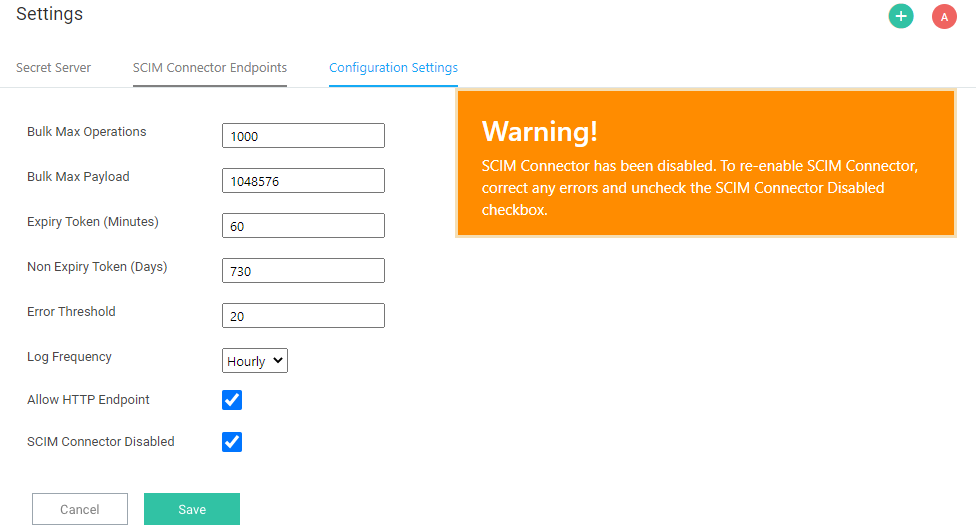 Settings
+
A
Secret Server
SCIM Connector Endpoints
Configuration Settings
Warning!
SCIM Connector has been disabled. To re-enable SCIM Connector,
correct any errors and uncheck the SCIM Connector Disabled
checkbox.
Bulk Max Operations
1000
Bulk Max Payload
1048576
Expiry Token (Minutes)
60
Non Expiry Token (Days)
730
Error Threshold
20
Log Frequency
Hourly
Allow HTTP Endpoint
SCIM Connector Disabled
Cancel
Save